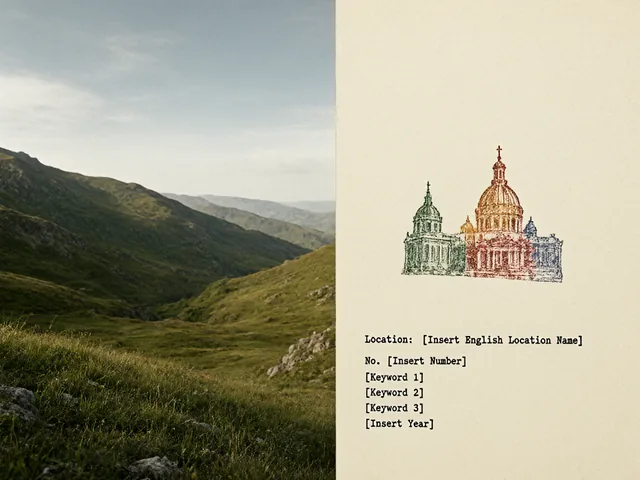 Location: [Insert English Location Name]
No. [Insert Number]
[Keyword 1]
[Keyword 2]
[Keyword 3]
[Insert Year]